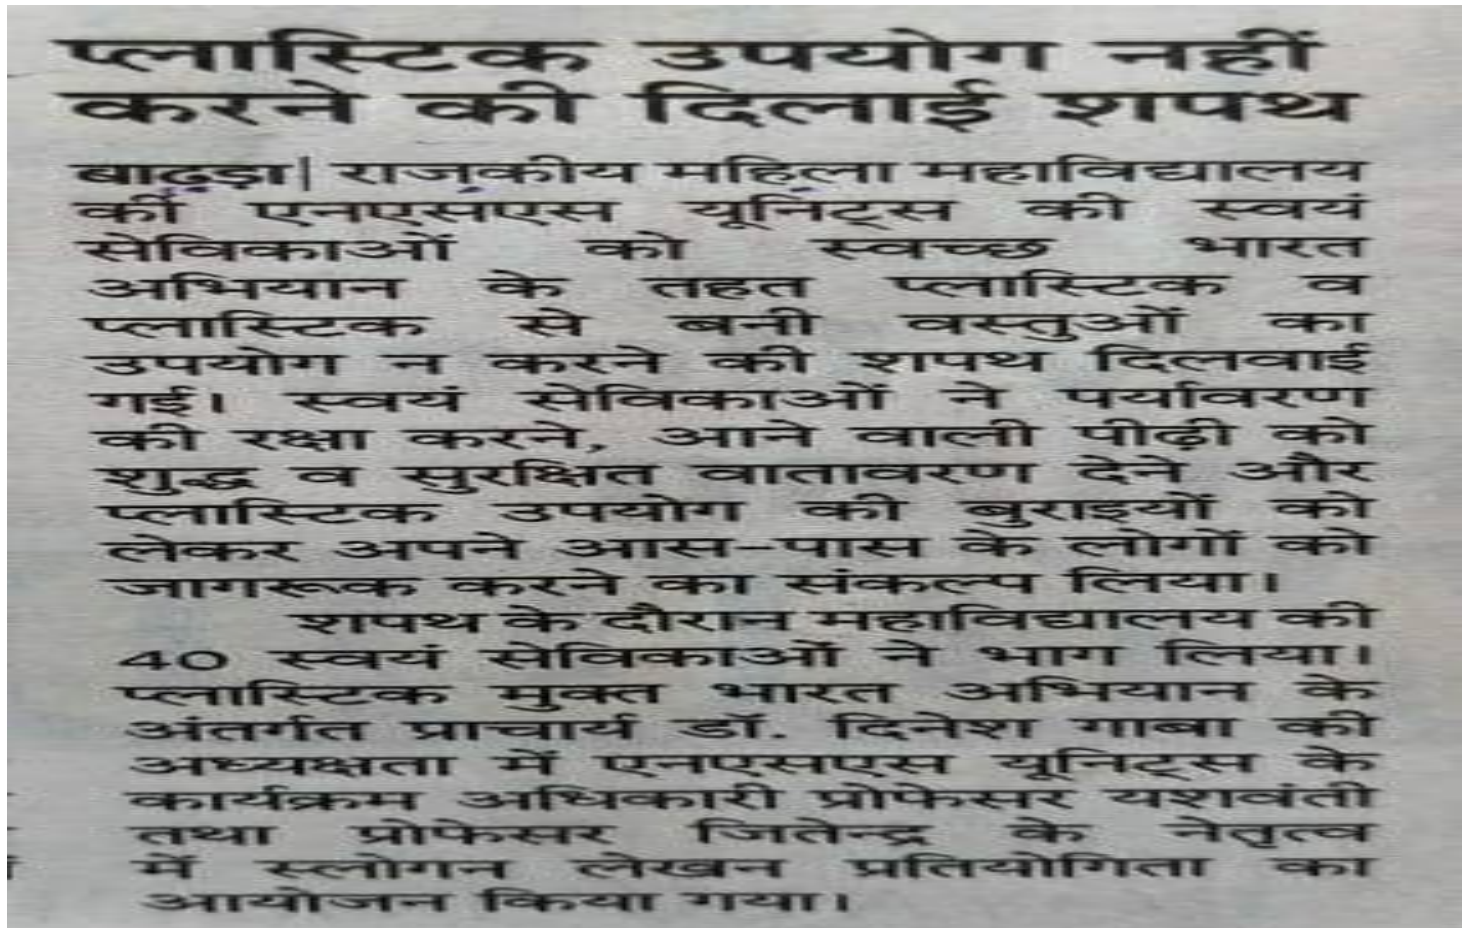 प्लास्टिक उपयोग नहीं
करने की दिलाई शपथ
बाढड़ा| राजकीय महिला महाविद्यालय
की एनएसएस यूनिट्स की स्वयं
सेविकाओं को स्वच्छ भारत
अभियान के तहत प्लास्टिक व
प्लास्टिक से बनी वस्तुओं का
उपयोग न करने की शपथ दिलवाई
गई। स्वयं सेविकाओं ने पर्यावरण
की रक्षा करने, आने वाली पीढ़ी को
शुद्ध व सुरक्षित वातावरण देने और
प्लास्टिक उपयोग की बुराइयों को
लेकर अपने आस-पास के लोगों को
जागरूक करने का संकल्प लिया।
शपथ के दौरान महाविद्यालय की
40 स्वयं सेविकाओं ने भाग लिया।
प्लास्टिक मुक्त भारत अभियान के
अंतर्गत प्राचार्य डॉ. दिनेश गाबा की
अध्यक्षता में एनएसएस यूनिट्स के
कार्यक्रम अधिकारी प्रोफेसर यशवंती
तथा प्रोफेसर जितेन्द्र के नेतृत्व
में स्लोगन लेखन प्रतियोगिता का
आयोजन किया गया।